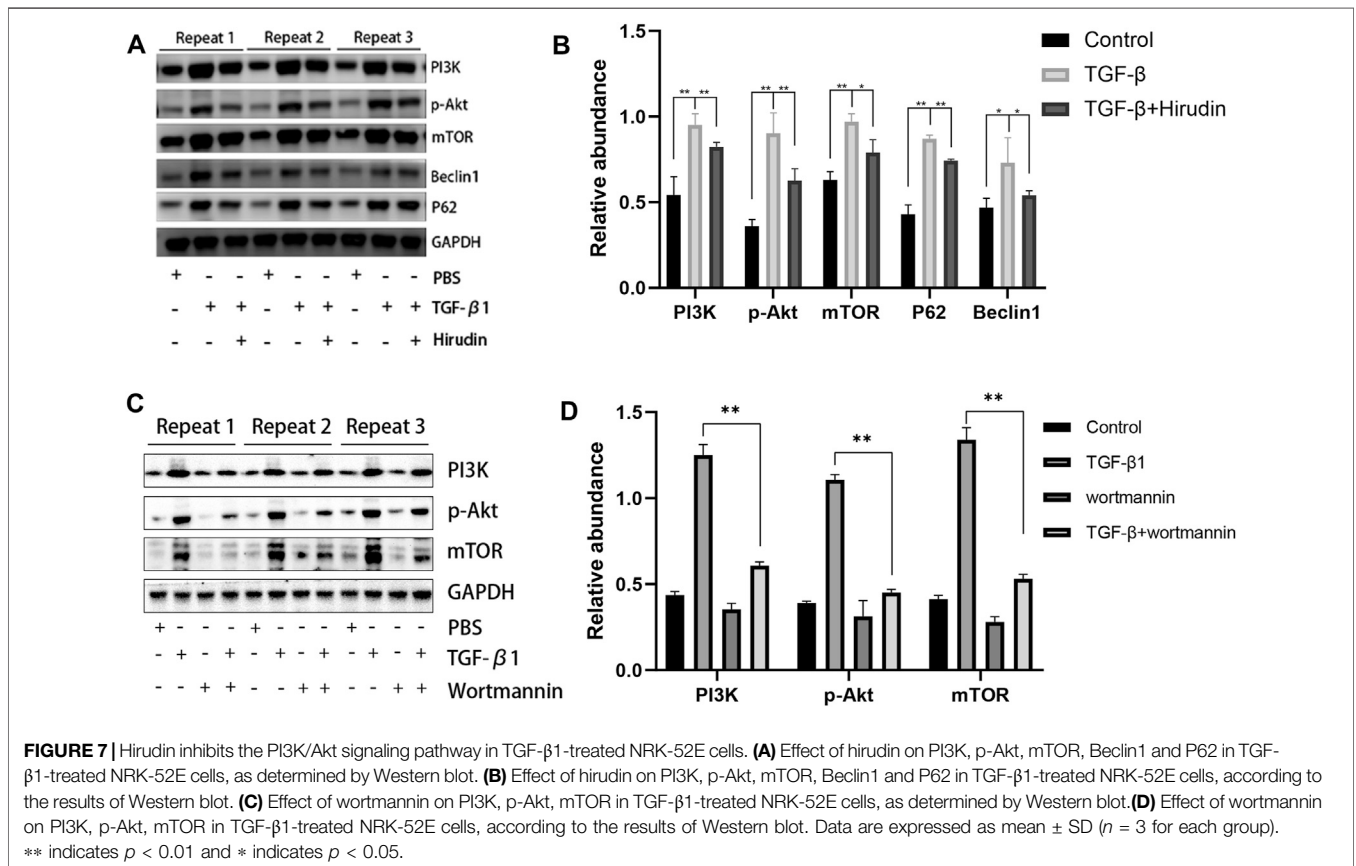 A
Repeat 1 Repeat 2 Repeat 3
PI3K
p-Akt
mTOR
Beclin1
P62
GAPDH
+ - - + - - + - - PBS
- + + - + + - + + TGF-β1
- - + - - + - - + Hirudin
B
Relative abundance
1.5
1.0
0.5
0.0
** ** ** ** ** * ** ** * *
PI3K p-Akt mTOR P62 Beclin1
Control
TGF-β
TGF-β+Hirudin
C
Repeat 1 Repeat 2 Repeat 3
PI3K
p-Akt
mTOR
GAPDH
+ - - - + - - - + - - - PBS
- + - + - + - + - + - + TGF-β1
- - + + - - + + - - + + Wortmannin
D
Relative abundance
1.5
1.0
0.5
0.0
** ** **
PI3K p-Akt mTOR
Control
TGF-β1
wortmannin
TGF-β+wortmannin
FIGURE 7 | Hirudin inhibits the PI3K/Akt signaling pathway in TGF-β1-treated NRK-52E cells. (A) Effect of hirudin on PI3K, p-Akt, mTOR, Beclin1 and P62 in TGF-
β1-treated NRK-52E cells, as determined by Western blot. (B) Effect of hirudin on PI3K, p-Akt, mTOR, Beclin1 and P62 in TGF-β1-treated NRK-52E cells, according to
the results of Western blot. (C) Effect of wortmannin on PI3K, p-Akt, mTOR in TGF-β1-treated NRK-52E cells, as determined by Western blot.(D) Effect of wortmannin
on PI3K, p-Akt, mTOR in TGF-β1-treated NRK-52E cells, according to the results of Western blot. Data are expressed as mean ± SD (n = 3 for each group).
** indicates p < 0.01 and * indicates p < 0.05.